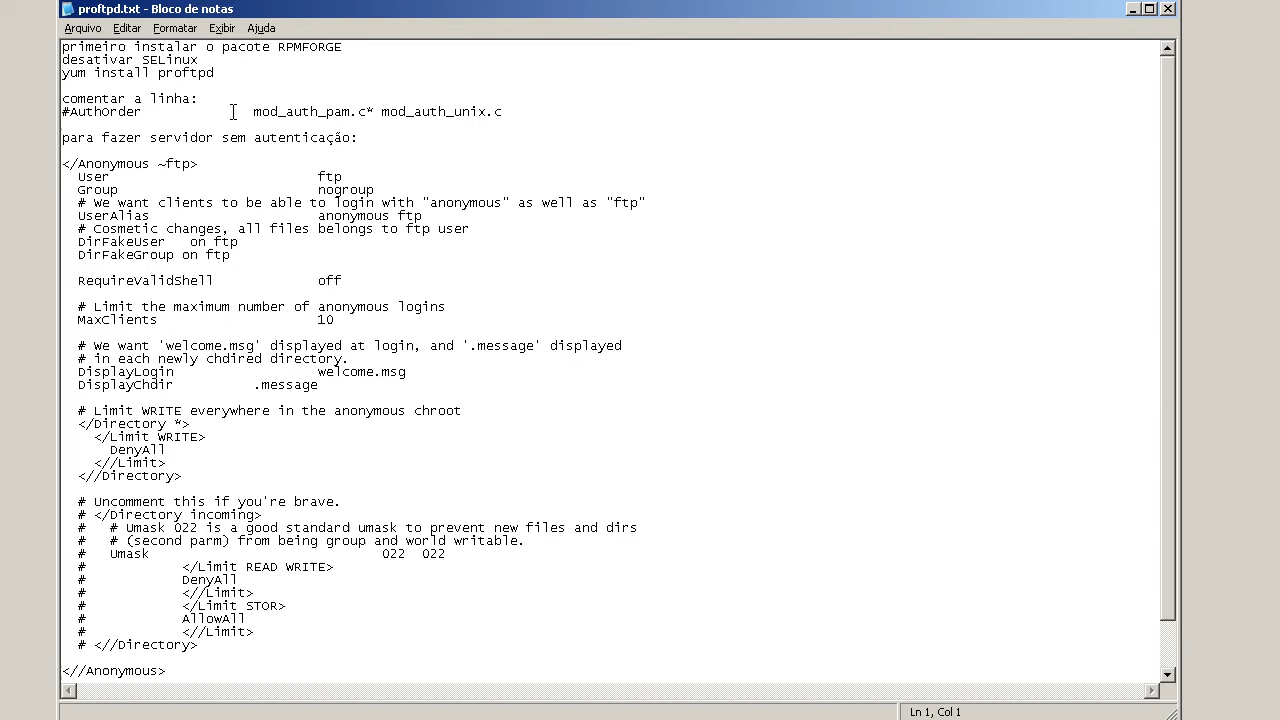 proftpd.txt - Bloco de notas
Arquivo Editar Formatar Exibir Ajuda
primeiro instalar o pacote RPMFORGE
desativar SELinux
yum install proftpd
comentar a linha:
#AuthOrder mod_auth_pam.c* mod_auth_unix.c
para fazer servidor sem autenticação:
</Anonymous ~ftp>
User ftp
Group nogroup
# We want clients to be able to login with "anonymous" as well as "ftp"
UserAlias anonymous ftp
# Cosmetic changes, all files belongs to ftp user
DirFakeUser on ftp
DirFakeGroup on ftp
RequireValidShell off
# Limit the maximum number of anonymous logins
MaxClients 10
# We want 'welcome.msg' displayed at login, and '.message' displayed
# in each newly chdired directory.
DisplayLogin welcome.msg
DisplayChdir .message
# Limit WRITE everywhere in the anonymous chroot
</Directory *>
</Limit WRITE>
DenyAll
<//Limit>
<//Directory>
# Uncomment this if you're brave.
# </Directory incoming>
# # Umask 022 is a good standard umask to prevent new files and dirs
# # (second parm) from being group and world writable.
# Umask 022 022
# </Limit READ WRITE>
# DenyAll
# <//Limit>
# </Limit STOR>
# AllowAll
# <//Limit>
# <//Directory>
<//Anonymous>
Ln 1, Col 1